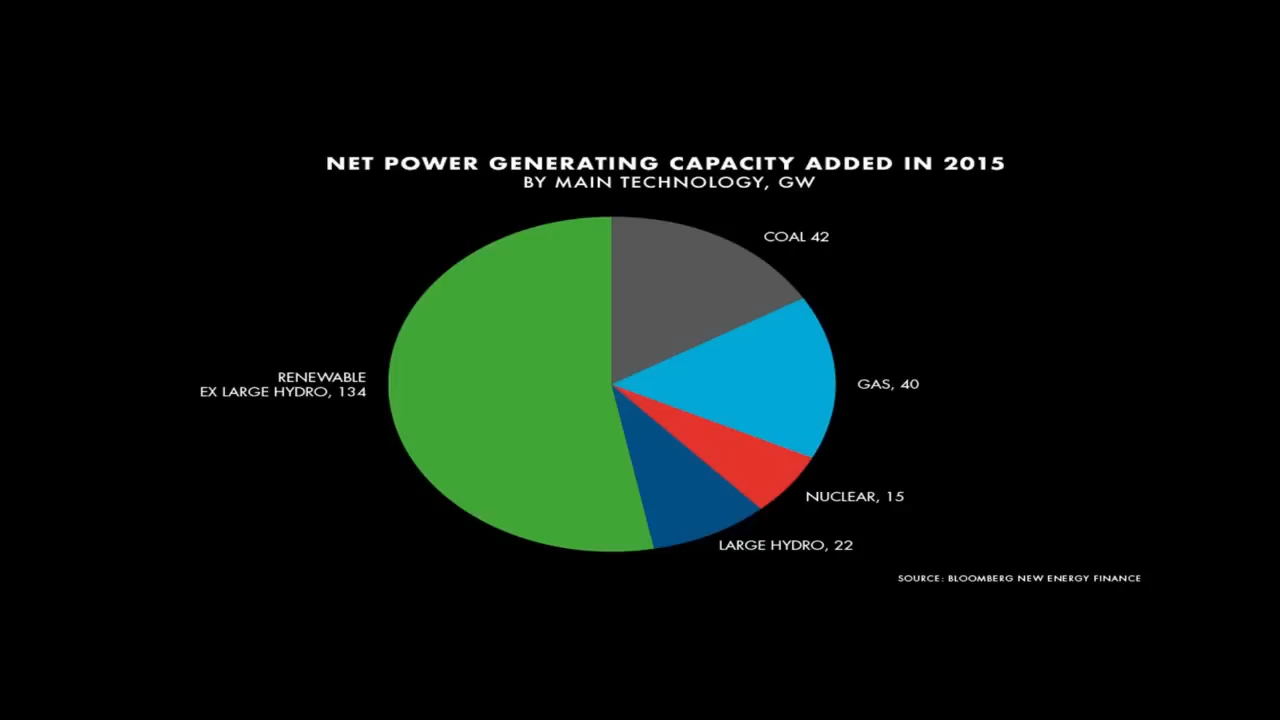 NET POWER GENERATING CAPACITY ADDED IN 2015
BY MAIN TECHNOLOGY, GW
COAL 42
RENEWABLE
EX LARGE HYDRO, 134
GAS, 40
NUCLEAR, 15
LARGE HYDRO, 22
SOURCE: BLOOMBERG NEW ENERGY FINANCE